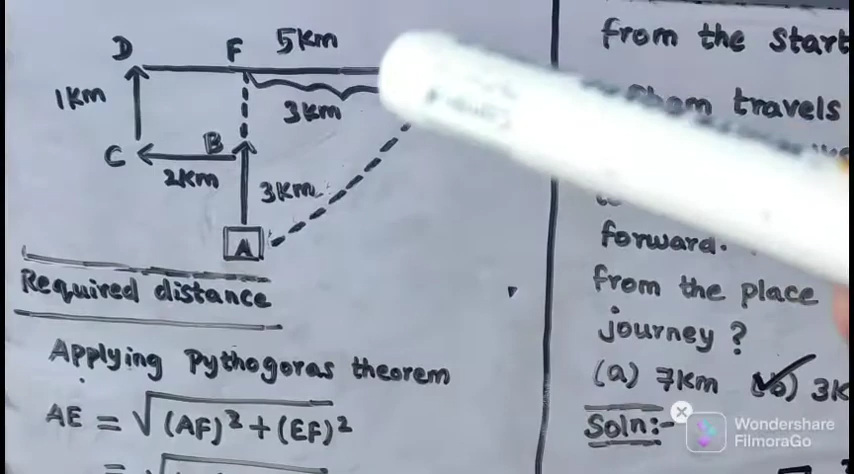 D F 5km
1km
3km
C B
2km 3km
A
Required distance
Applying Pythogoras theorem
AE = √(AF)²+(EF)²
=
from the Start
travels
forward.
from the place
journey?
(a) 7km (b) 3K
Soln:-
Wondershare
FilmoraGo